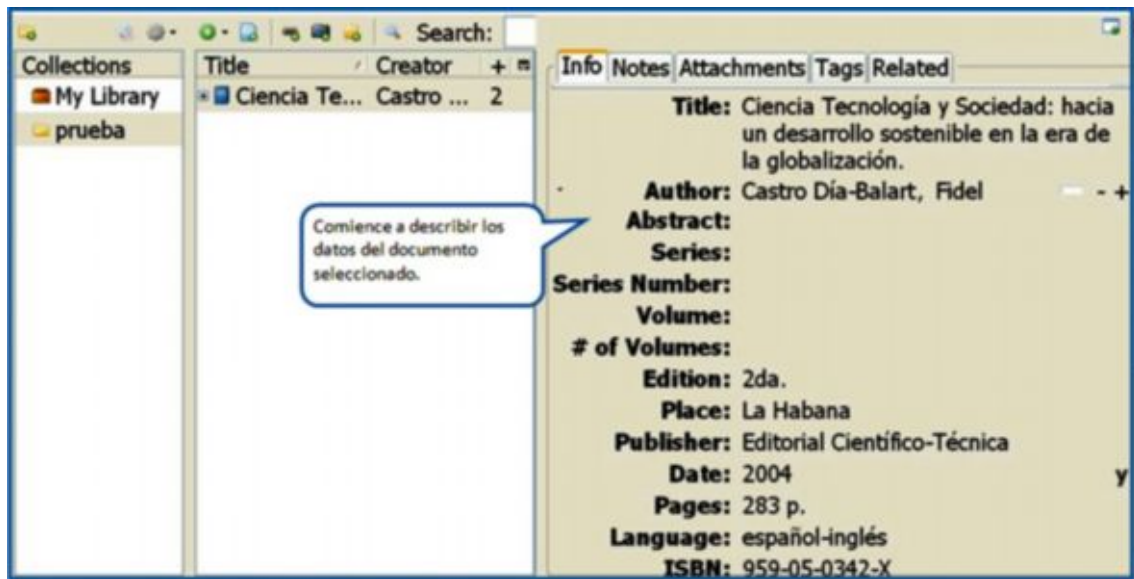 Search:
Collections
My Library
prueba
Title Creator +
Ciencia Te... Castro ... 2
Comience a describir los
datos del documento
seleccionado.
Info Notes Attachments Tags Related
Title: Ciencia Tecnología y Sociedad: hacia
un desarrollo sostenible en la era de
la globalización.
Author: Castro Día-Balart, Fidel - +
Abstract:
Series:
Series Number:
Volume:
# of Volumes:
Edition: 2da.
Place: La Habana
Publisher: Editorial Científico-Técnica
Date: 2004 y
Pages: 283 p.
Language: español-inglés
ISBN: 959-05-0342-X